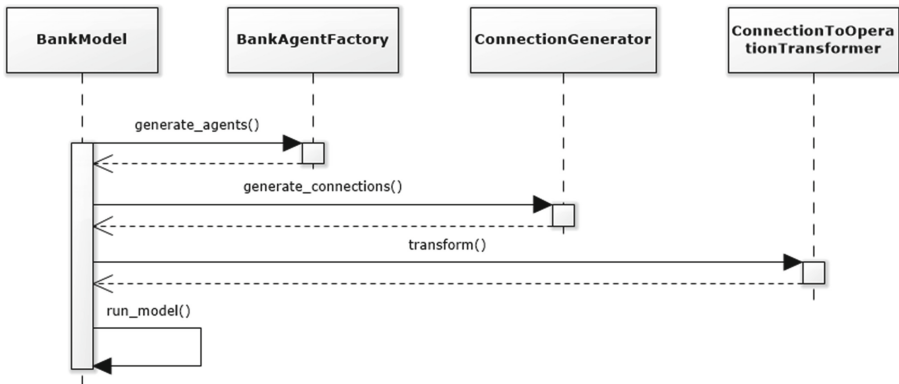 BankModel
BankAgentFactory
ConnectionGenerator
ConnectionToOpera
tionTransformer
generate_agents()
generate_connections()
transform()
run_model()